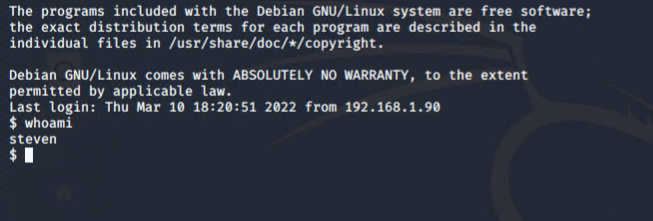 The programs included with the Debian GNU/Linux system are free software;
the exact distribution terms for each program are described in the
individual files in /usr/share/doc/*/copyright.
Debian GNU/Linux comes with ABSOLUTELY NO WARRANTY, to the extent
permitted by applicable law.
Last login: Thu Mar 10 18:20:51 2022 from 192.168.1.90
$ whoami
steven
$